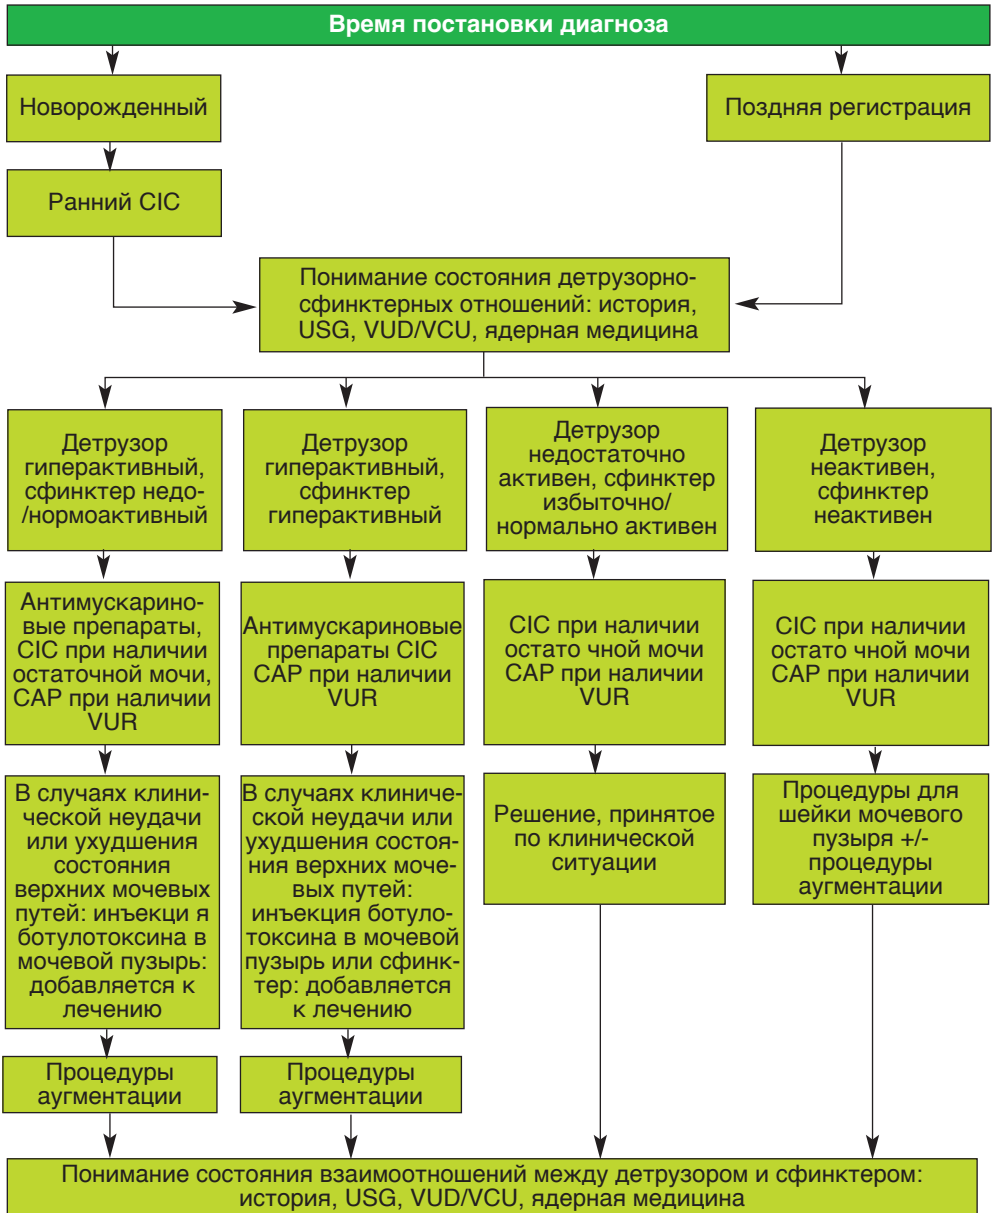 Время постановки диагноза
Новорожденный
Поздняя регистрация
Ранний CIC
Понимание состояния детрузорно-
сфинктерных отношений: история,
USG, VUD/VCU, ядерная медицина
Детрузор
гиперактивный,
сфинктер недо-
/нормоактивный
Детрузор
гиперактивный,
сфинктер
гиперактивный
Детрузор
недостаточно
активен, сфинктер
избыточно/
нормально активен
Детрузор
неактивен,
сфинктер
неактивен
Антимускарино-
вые препараты,
CIC при наличии
остаточной мочи,
CAP при наличии
VUR
Антимускариновые
препараты CIC
CAP при наличии
VUR
CIC при наличии
остато чной мочи
CAP при наличии
VUR
CIC при наличии
остато чной мочи
CAP при наличии
VUR
В случаях клини-
ческой неудачи
или ухудшения
состояния
верхних мочевых
путей: инъекци я
ботулотоксина в
мочевой пузырь:
добавляется к
лечению
В случаях клиниче-
ской неудачи или
ухудшения состоя-
ния верхних моче-
вых путей:
инъекция ботуло-
токсина в мочевой
пузырь или сфинк-
тер: добавляется
к лечению
Решение, принятое
по клинической
ситуации
Процедуры для
шейки мочевого
пузыря +/-
процедуры
аугментации
Процедуры
аугментации
Процедуры
аугментации
Понимание состояния взаимоотношений между детрузором и сфинктером:
история, USG, VUD/VCU, ядерная медицина